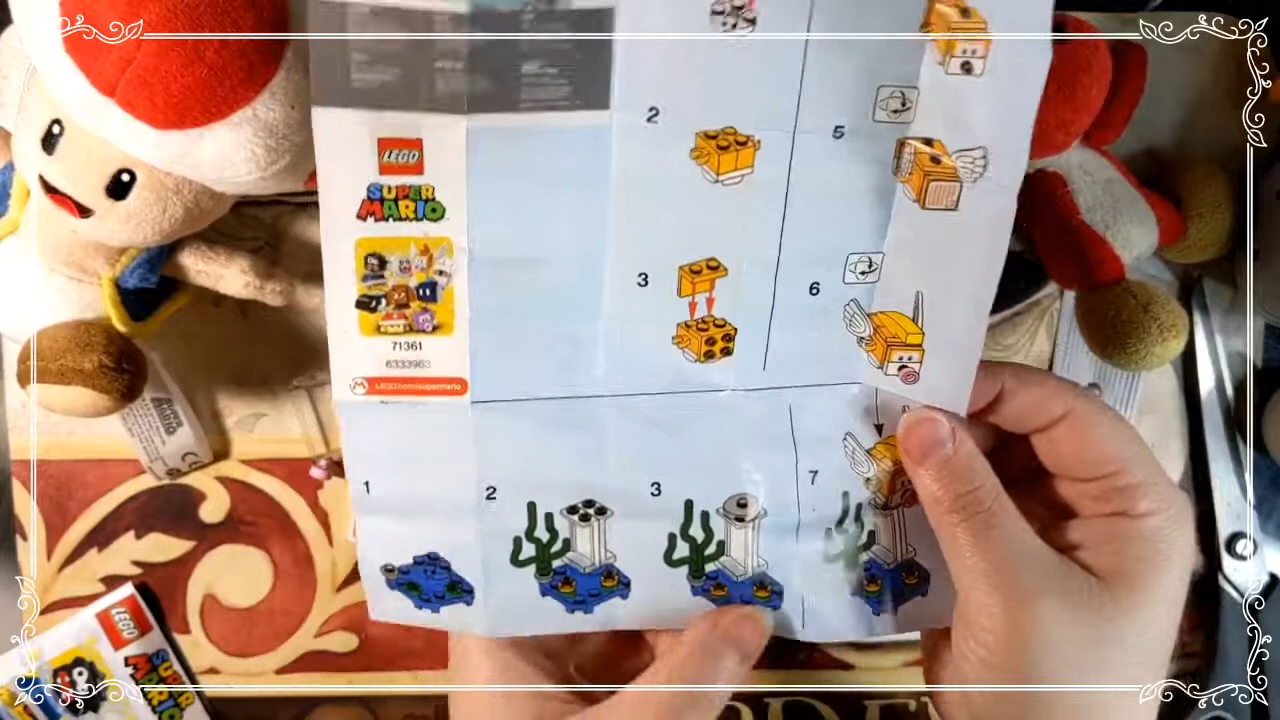 2
5
LEGO
SUPER
MARIO
3
6
71361
6333963
LEGO.com/supermario
1
2
3
7
LEGO
SUPER
MARIO
CE